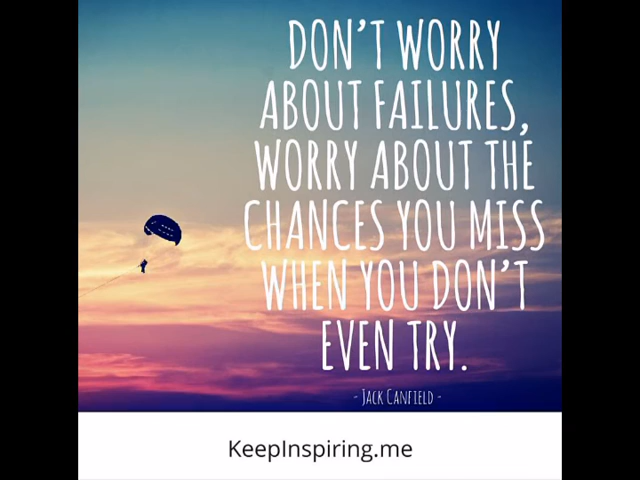 DON'T WORRY
ABOUT FAILURES,
WORRY ABOUT THE
CHANCES YOU MISS
WHEN YOU DON'T
EVEN TRY.
- JACK CANFIELD -
KeepInspiring.me